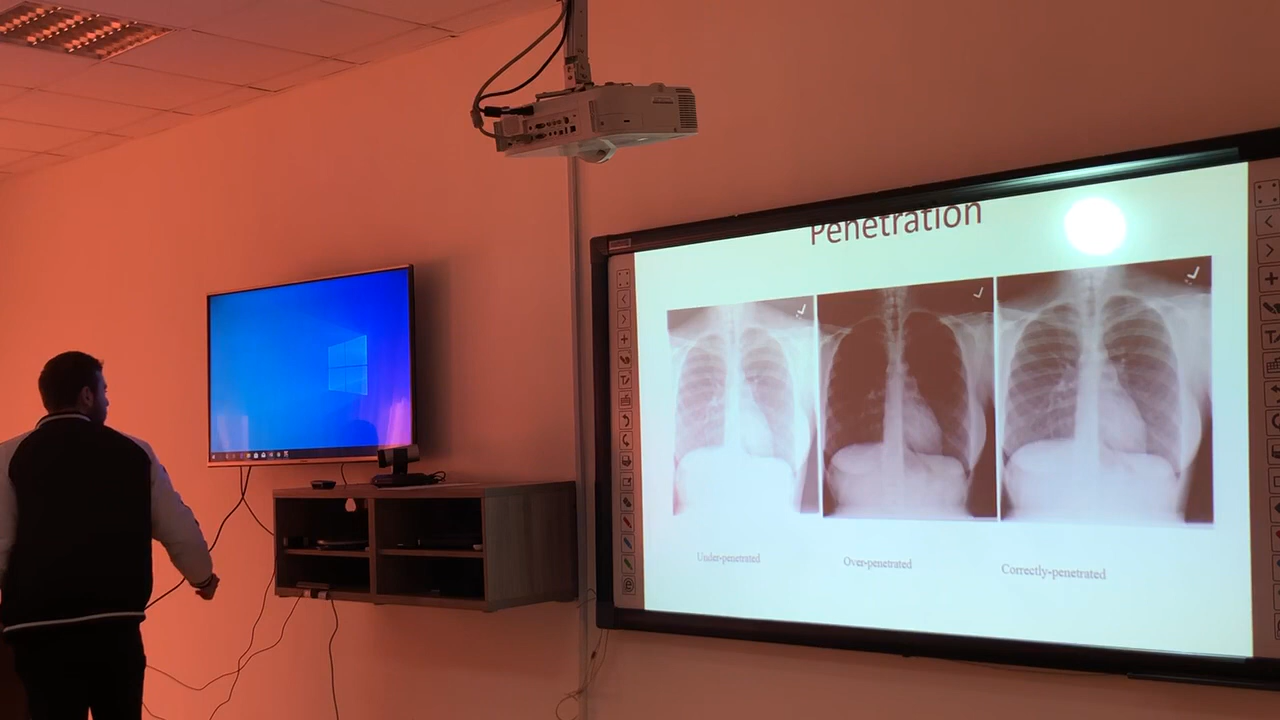 Penetration
Under-penetrated
Over-penetrated
Correctly-penetrated